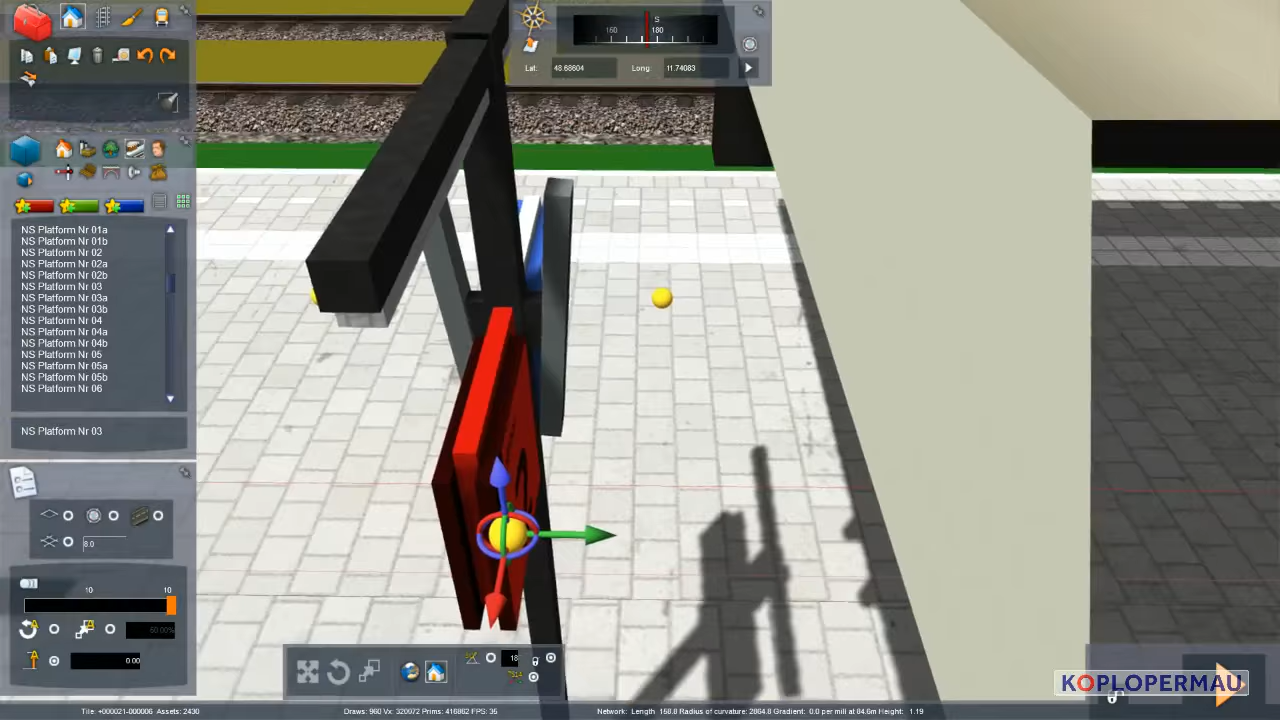 S
160 180
Lat: 48.68604 Long: 11.74083
NS Platform Nr 01a
NS Platform Nr 01b
NS Platform Nr 02
NS Platform Nr 02a
NS Platform Nr 02b
NS Platform Nr 03
NS Platform Nr 03a
NS Platform Nr 03b
NS Platform Nr 04
NS Platform Nr 04a
NS Platform Nr 04b
NS Platform Nr 05
NS Platform Nr 05a
NS Platform Nr 05b
NS Platform Nr 06
NS Platform Nr 03
8.0
10 10
50.00%
0.00
18
KOPLOPERMAU
Tile: +000021-000006 Assets: 2430
Draws: 960 Vx: 320972 Prims: 416862 FPS: 35
Network: Length 158.8 Radius of curvature: 2864.8 Gradient: 0.0 per mill at 84.6m Height: 1.19